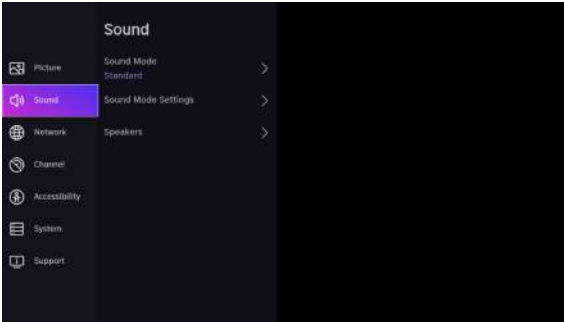 Sound
Picture
Sound
Network
Channel
Accessibility
System
Support
Sound Mode
Standard
Sound Mode Settings
Speakers